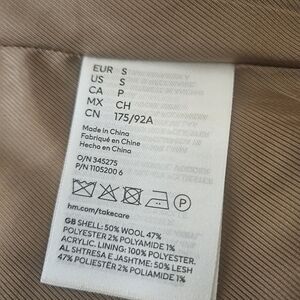 EUR S
US S
CA P
MX CH
CN 175/92A
Made in China
Fabriqué en Chine
Hecho en China
O/N 345275
P/N 1105200 6
P
hm.com/takecare
GB SHELL: 50% WOOL 47%
POLYESTER 2% POLYAMIDE 1%
ACRYLIC. LINING: 100% POLYESTER.
AL SHTRESA E JASHTME: 50% LESH
47% POLIESTER 2% POLIAMIDE 1%